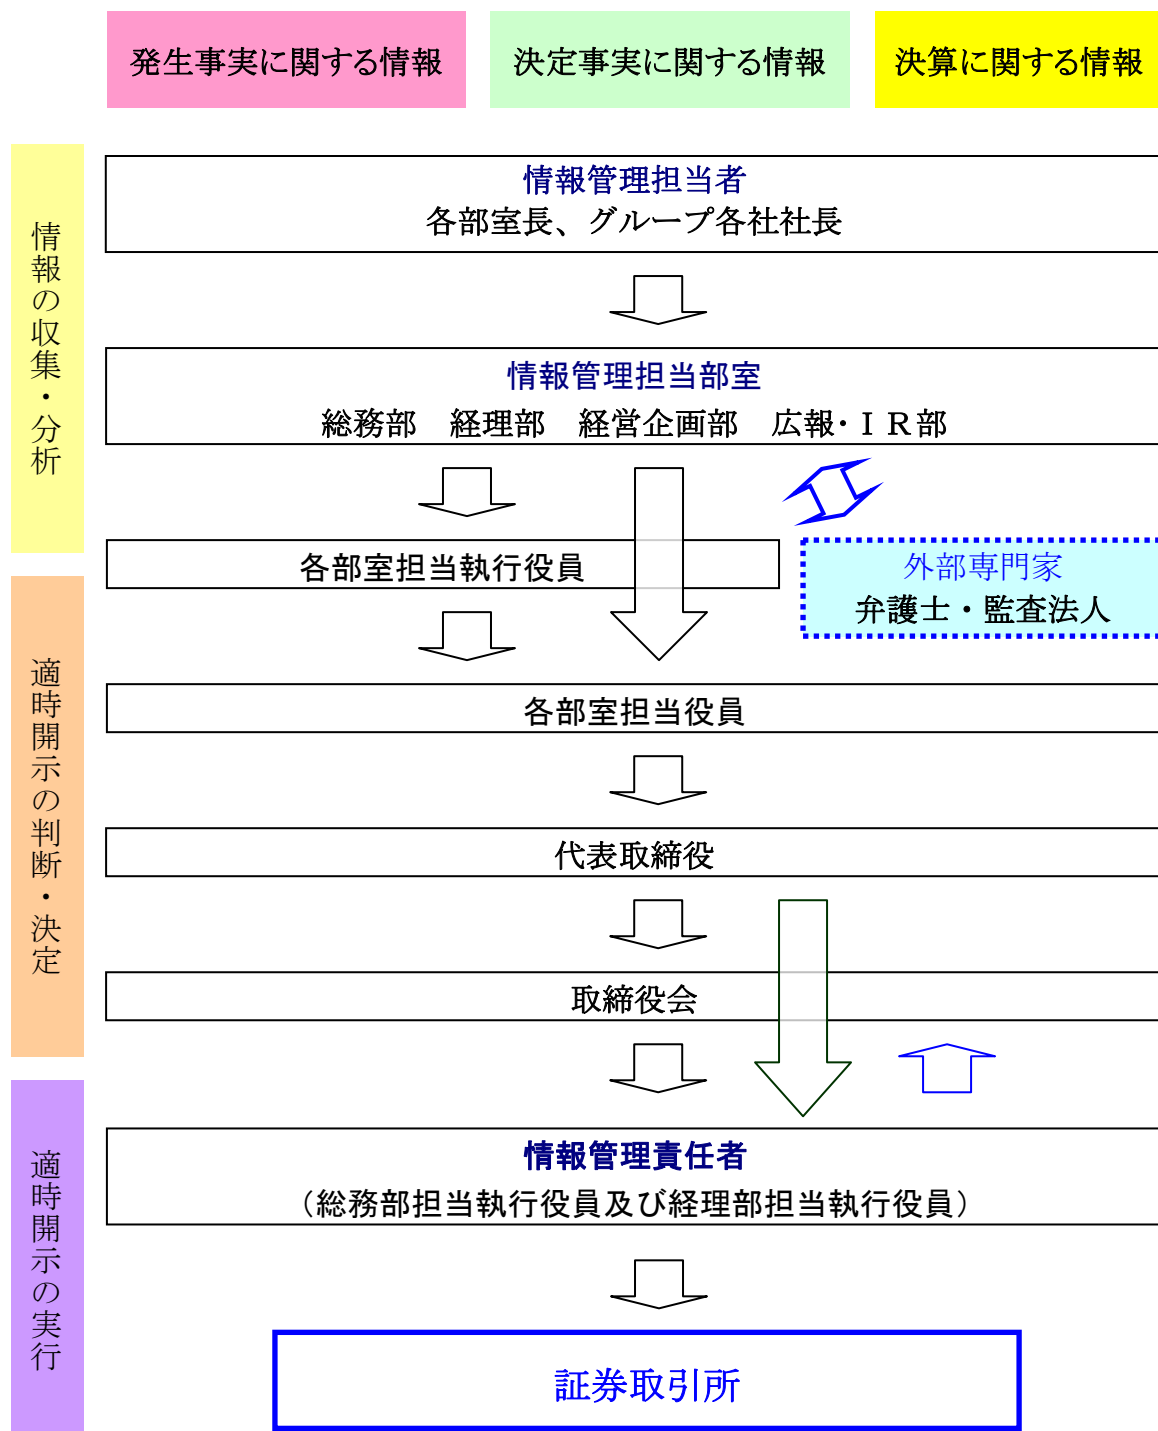 発生事実に関する情報
決定事実に関する情報
決算に関する情報
情報の収集・分析
情報管理担当者
各部室長、グループ各社社長
情報管理担当部室
総務部　経理部　経営企画部　広報・ＩＲ部
各部室担当執行役員
外部専門家
弁護士・監査法人
適時開示の判断・決定
各部室担当役員
代表取締役
取締役会
適時開示の実行
情報管理責任者
（総務部担当執行役員及び経理部担当執行役員）
証券取引所